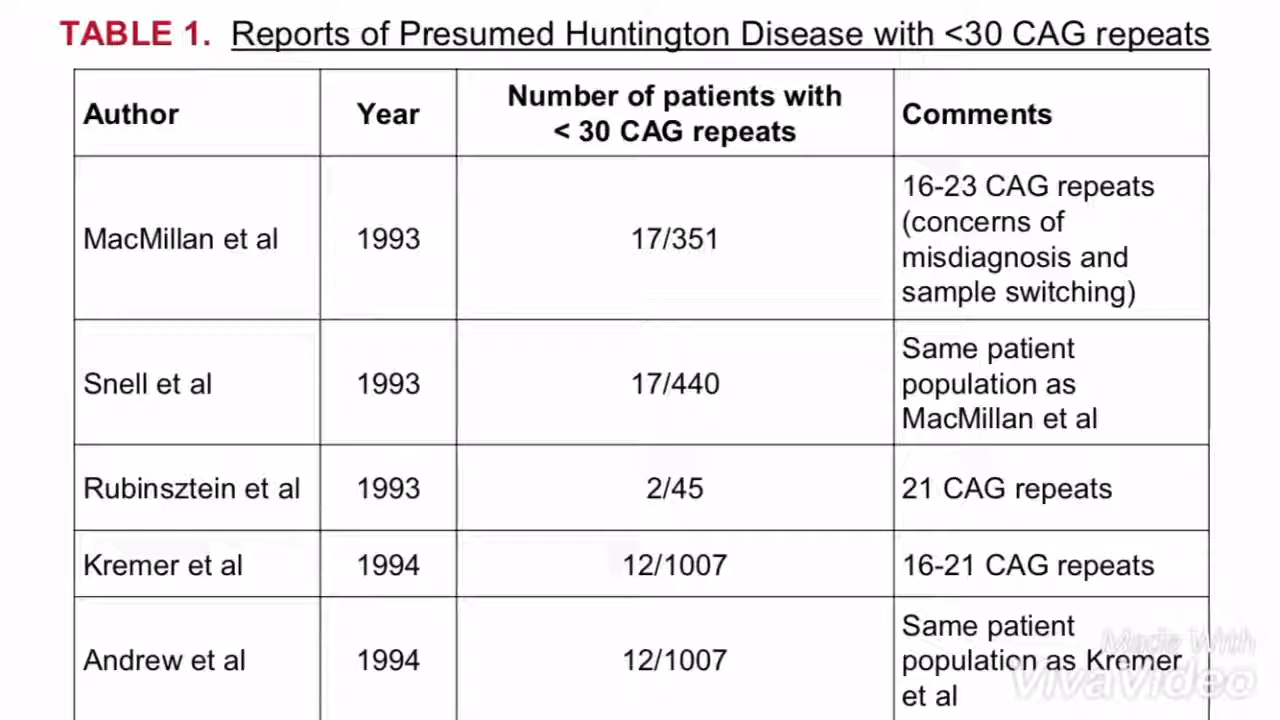 TABLE 1. Reports of Presumed Huntington Disease with <30 CAG repeats
Author
Year
Number of patients with
< 30 CAG repeats
Comments
MacMillan et al
1993
17/351
16-23 CAG repeats
(concerns of
misdiagnosis and
sample switching)
Snell et al
1993
17/440
Same patient
population as
MacMillan et al
Rubinsztein et al
1993
2/45
21 CAG repeats
Kremer et al
1994
12/1007
16-21 CAG repeats
Andrew et al
1994
12/1007
Same patient
population as Kremer
et al
Made With
VivaVideo